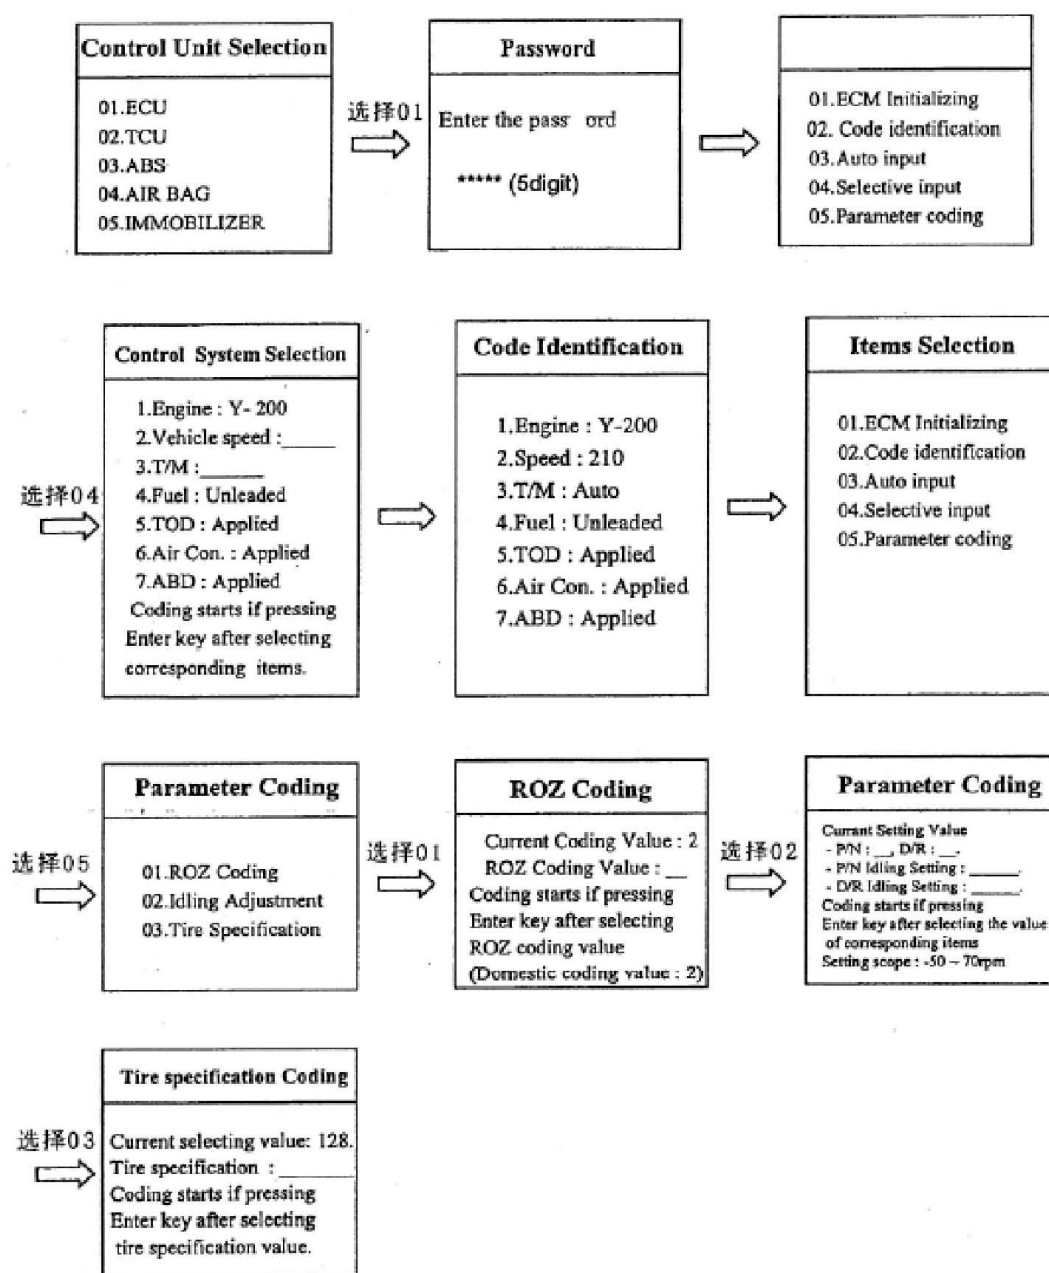 Control Unit Selection
01.ECU
02.TCU
03.ABS
04.AIR BAG
05.IMMOBILIZER
选择01
Password
Enter the pass ord
***** (5digit)
01.ECM Initializing
02. Code identification
03.Auto input
04.Selective input
05.Parameter coding
选择04
Control System Selection
1.Engine : Y- 200
2.Vehicle speed :_____
3.T/M :______
4.Fuel : Unleaded
5.TOD : Applied
6.Air Con. : Applied
7.ABD : Applied
Coding starts if pressing
Enter key after selecting
corresponding items.
Code Identification
1.Engine : Y-200
2.Speed : 210
3.T/M : Auto
4.Fuel : Unleaded
5.TOD : Applied
6.Air Con. : Applied
7.ABD : Applied
Items Selection
01.ECM Initializing
02.Code identification
03.Auto input
04.Selective input
05.Parameter coding
选择05
Parameter Coding
01.ROZ Coding
02.Idling Adjustment
03.Tire Specification
选择01
ROZ Coding
Current Coding Value : 2
ROZ Coding Value : __
Coding starts if pressing
Enter key after selecting
ROZ coding value
(Domestic coding value : 2)
选择02
Parameter Coding
Currant Setting Value
- P/N : __, D/R : __.
- P/N Idling Setting : _____.
- D/R Idling Setting : _____.
Coding starts if pressing
Enter key after selecting the value
of corresponding items
Setting scope : -50 ~ 70rpm
选择03
Tire specification Coding
Current selecting value: 128.
Tire specification : ______
Coding starts if pressing
Enter key after selecting
tire specification value.